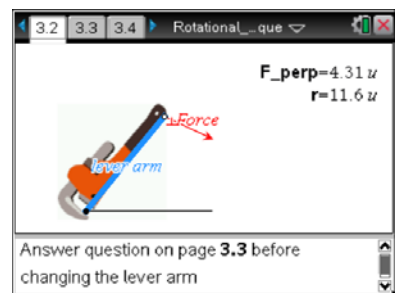 3.2 3.3 3.4 Rotational_...que
F_perp=4.31 u
r=11.6 u
Force
lever arm
Answer question on page 3.3 before
changing the lever arm